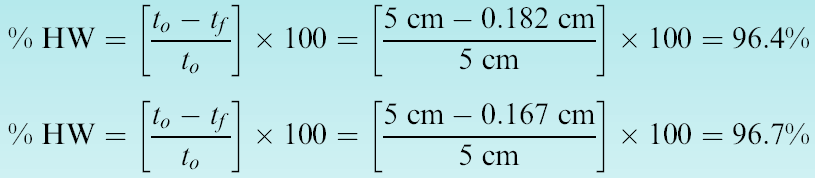 % HW = [t_o − t_f / t_o] × 100 = [5 cm − 0.182 cm / 5 cm] × 100 = 96.4%
% HW = [t_o − t_f / t_o] × 100 = [5 cm − 0.167 cm / 5 cm] × 100 = 96.7%